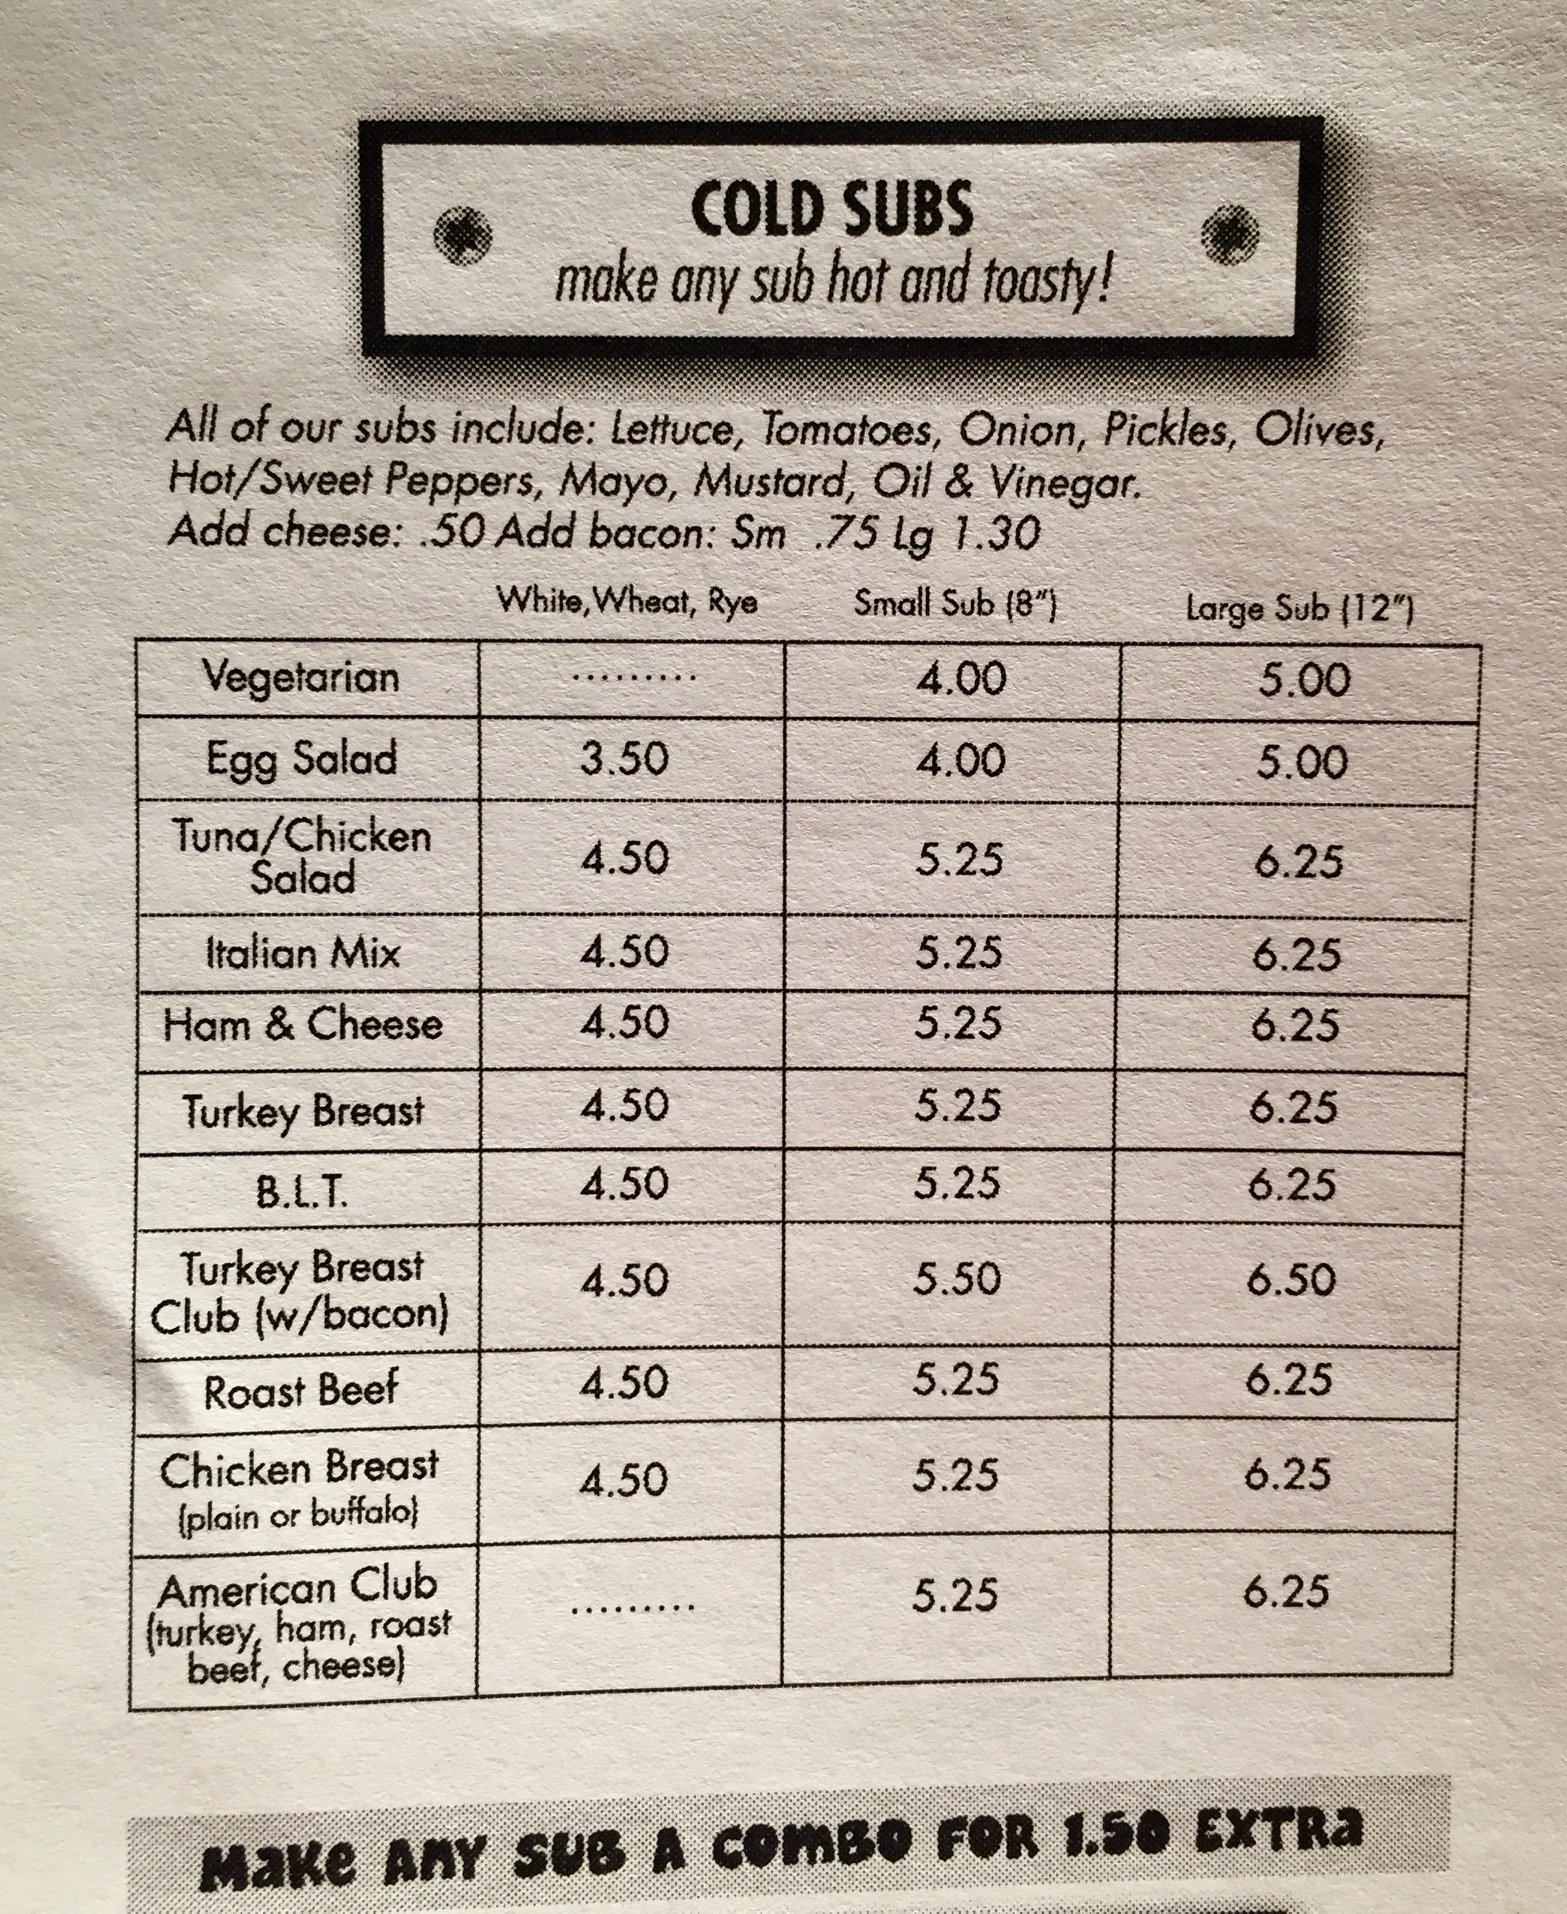 COLD SUBS
make any sub hot and toasty!
All of our subs include: Lettuce, Tomatoes, Onion, Pickles, Olives,
Hot/Sweet Peppers, Mayo, Mustard, Oil & Vinegar.
Add cheese: .50 Add bacon: Sm .75 Lg 1.30
White,Wheat, Rye Small Sub (8") Large Sub (12")
Vegetarian ......... 4.00 5.00
Egg Salad 3.50 4.00 5.00
Tuna/Chicken
Salad 4.50 5.25 6.25
Italian Mix 4.50 5.25 6.25
Ham & Cheese 4.50 5.25 6.25
Turkey Breast 4.50 5.25 6.25
B.L.T. 4.50 5.25 6.25
Turkey Breast
Club (w/bacon) 4.50 5.50 6.50
Roast Beef 4.50 5.25 6.25
Chicken Breast
(plain or buffalo) 4.50 5.25 6.25
American Club
(turkey, ham, roast
beef, cheese) ......... 5.25 6.25
Make ANY SUB A COMBO FOR 1.50 EXTRa